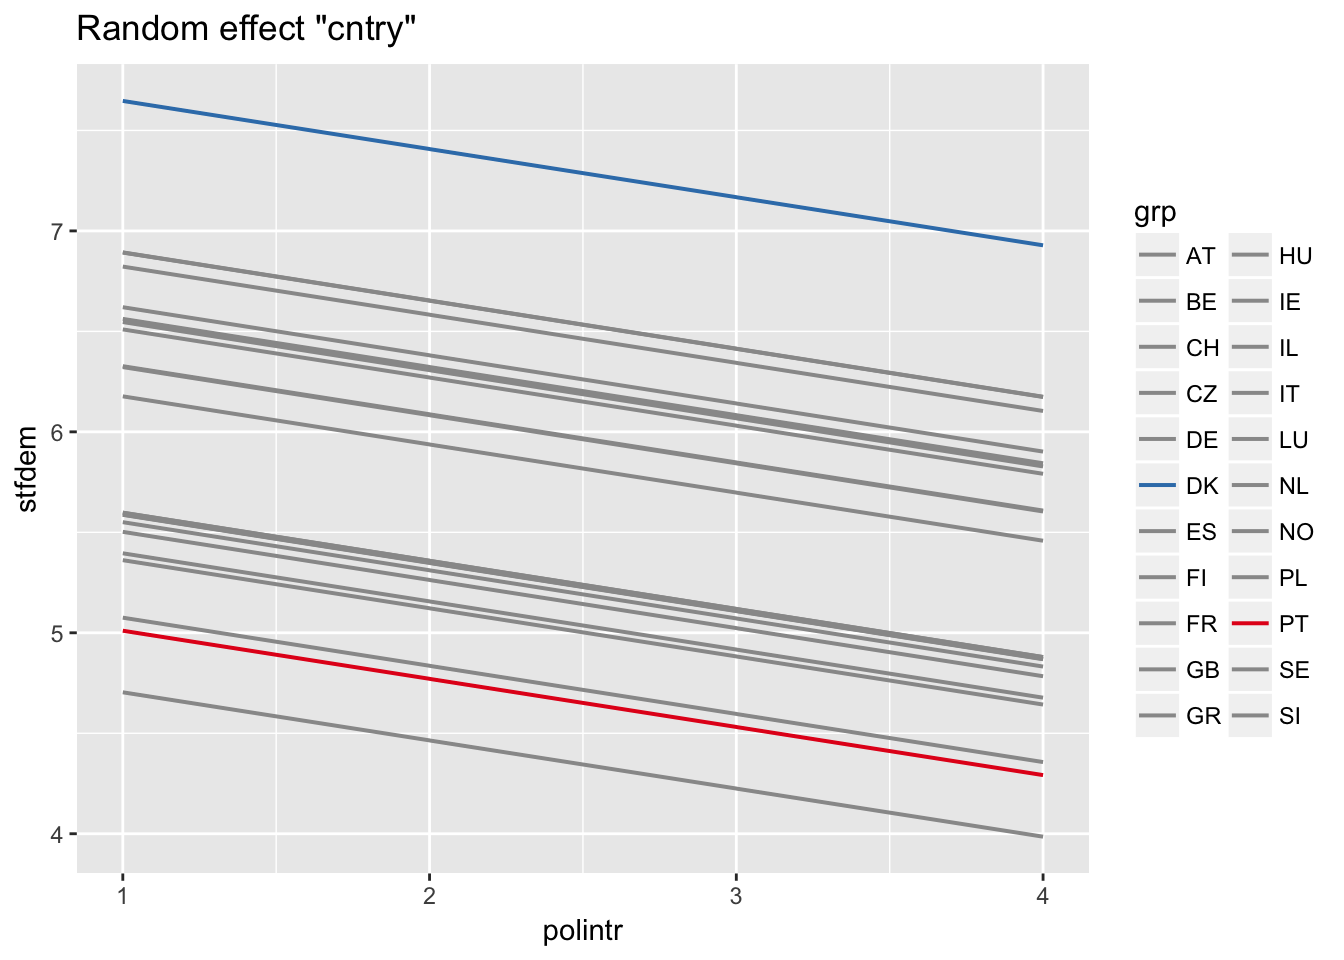 Random effect "cntry"
stfdem
7
6
5
4
1 2 3 4
polintr
grp
AT HU
BE IE
CH IL
CZ IT
DE LU
DK NL
ES NO
FI PL
FR PT
GB SE
GR SI